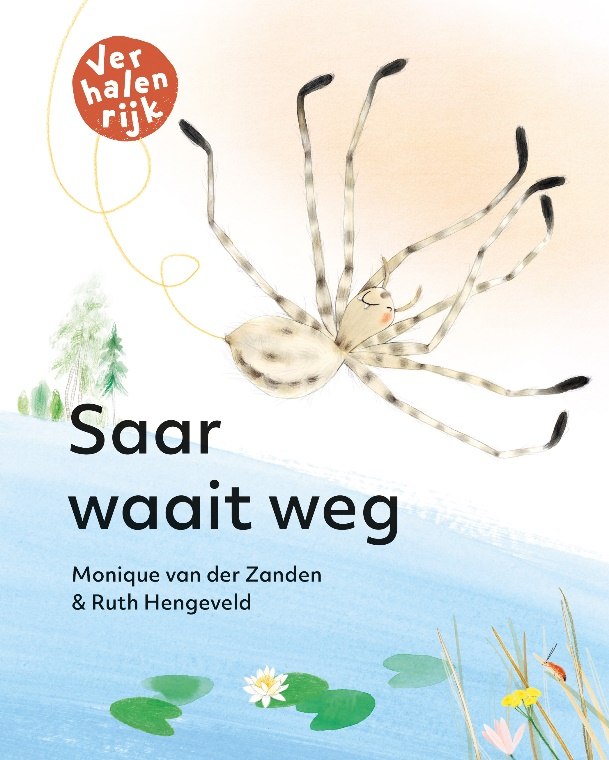 Ver
halen
rijk
Saar
waait weg
Monique van der Zanden
& Ruth Hengeveld